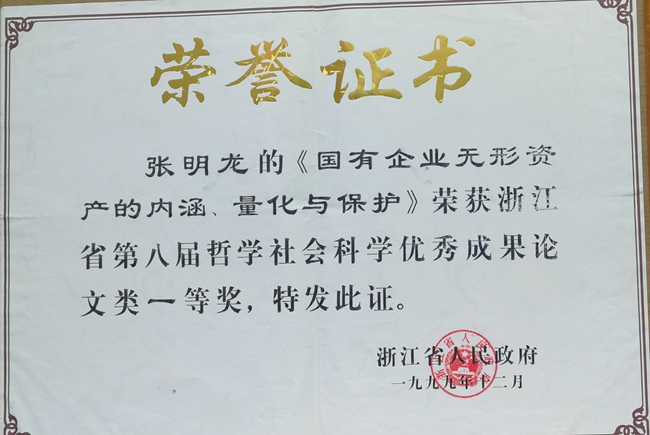 荣誉证书
张明龙的《国有企业无形资
产的内涵、量化与保护》荣获浙江
省第八届哲学社会科学优秀成果论
文类一等奖，特发此证。
浙江省人民政府
一九九九年十二月